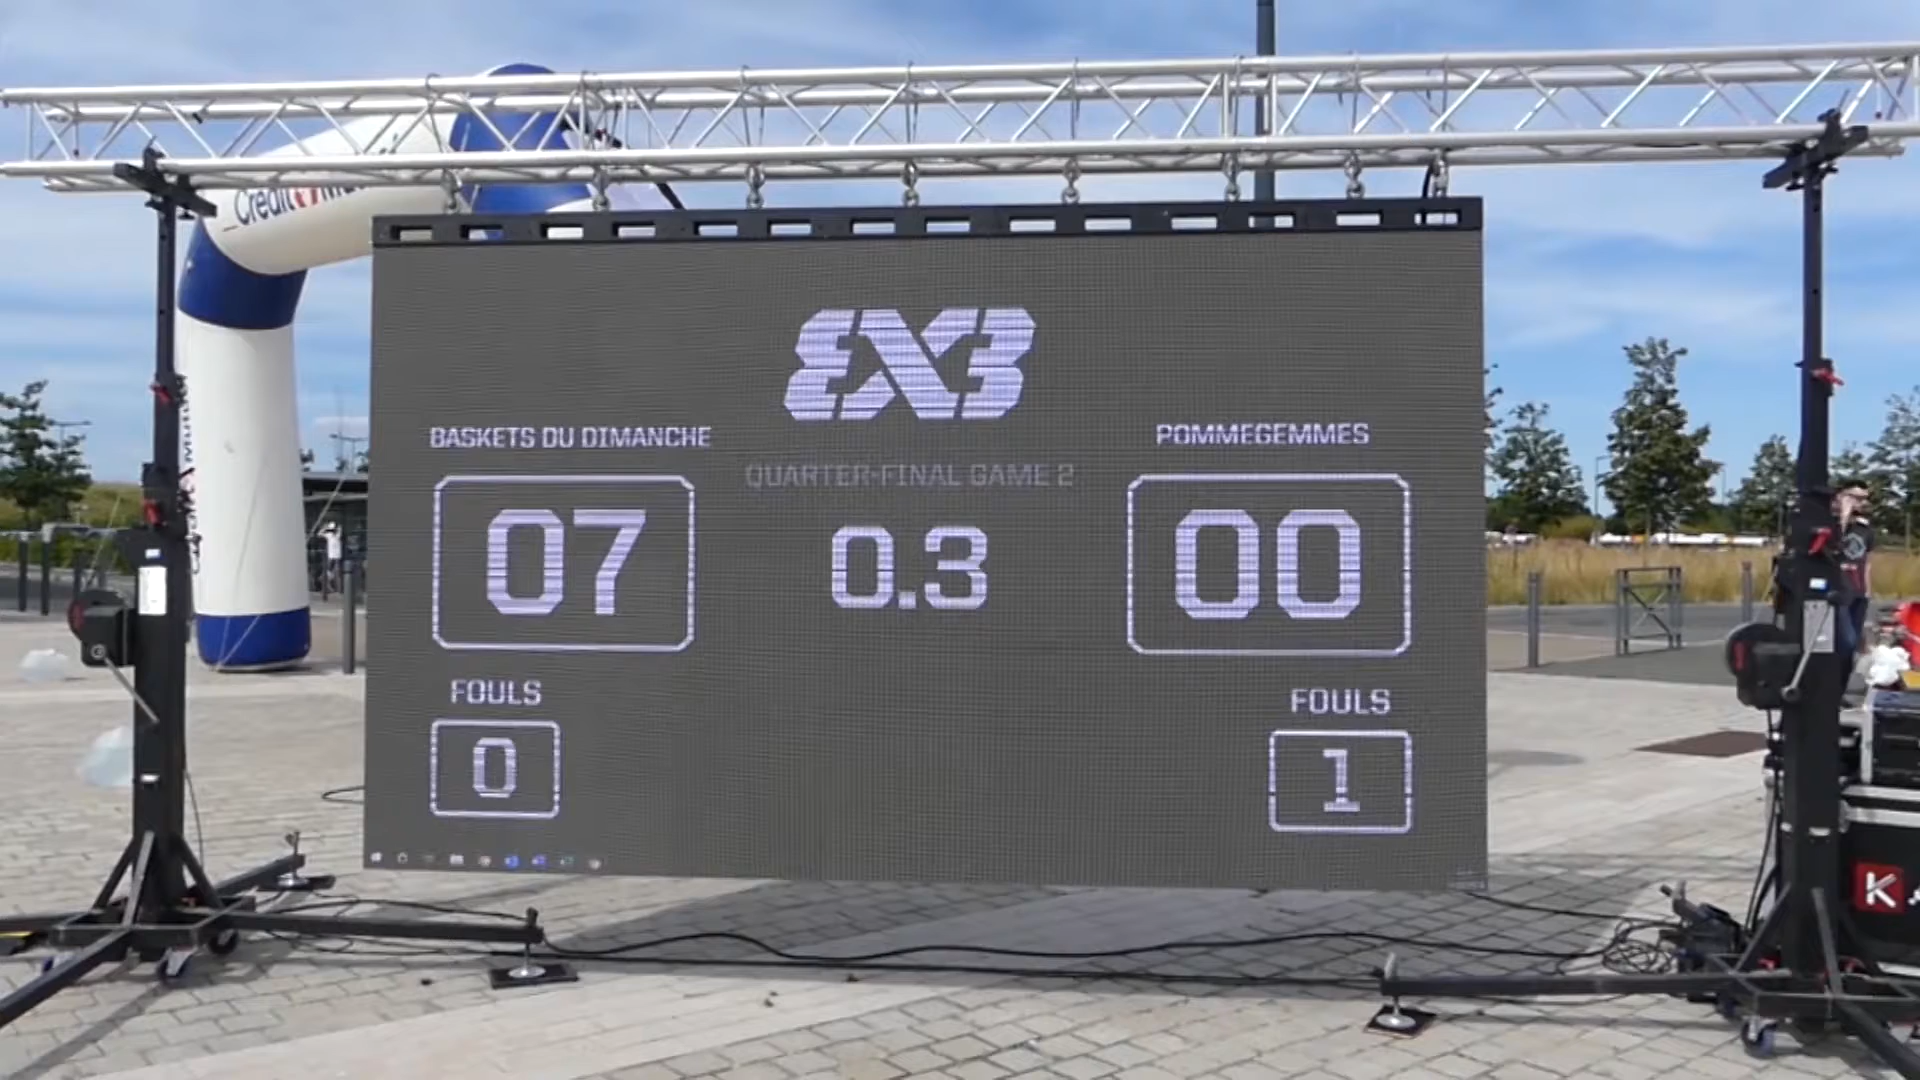 3X3
BASKETS DU DIMANCHE
POMMEGEMMES
QUARTER-FINAL GAME 2
07
0.3
00
FOULS
FOULS
0
1
K